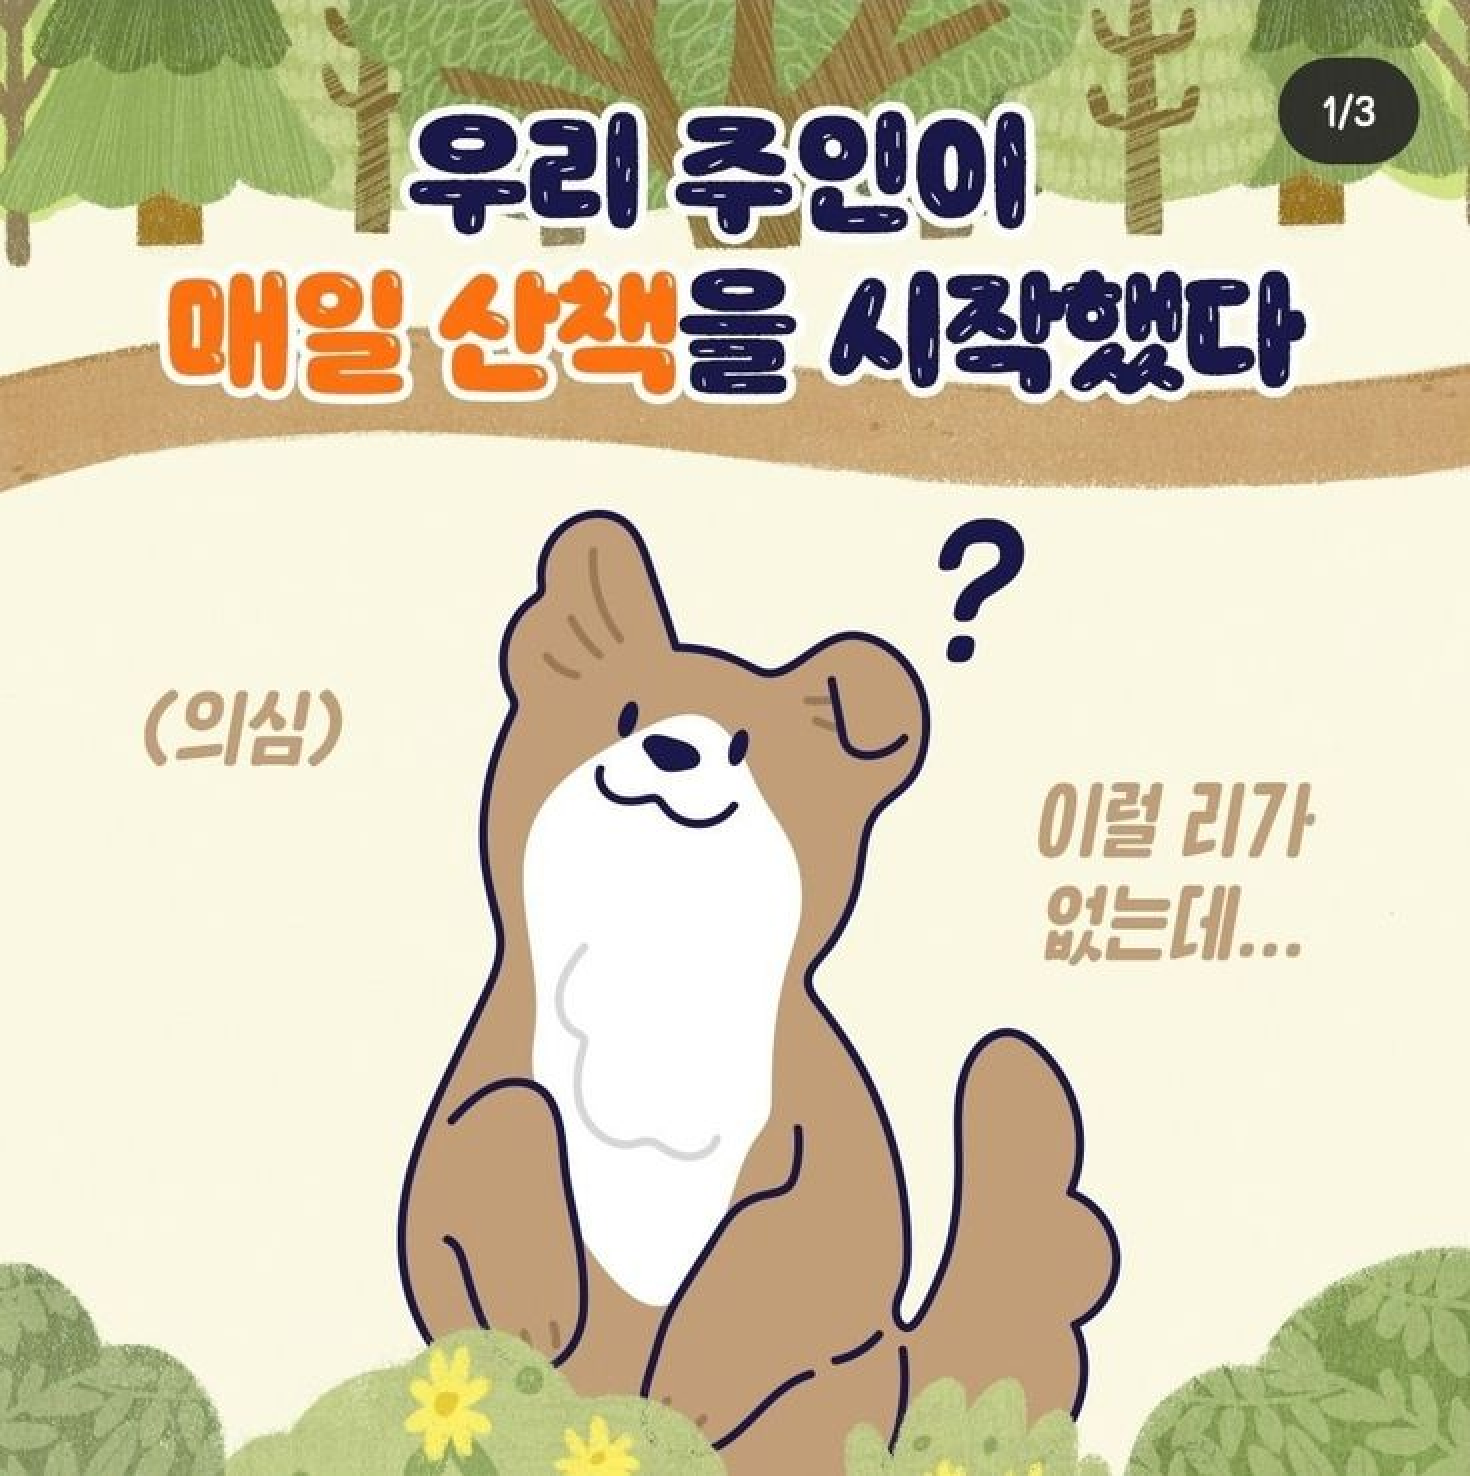 1/3
우리 주인이
매일 산책을 시작했다
?
(의심)
이럴 리가
없는데...